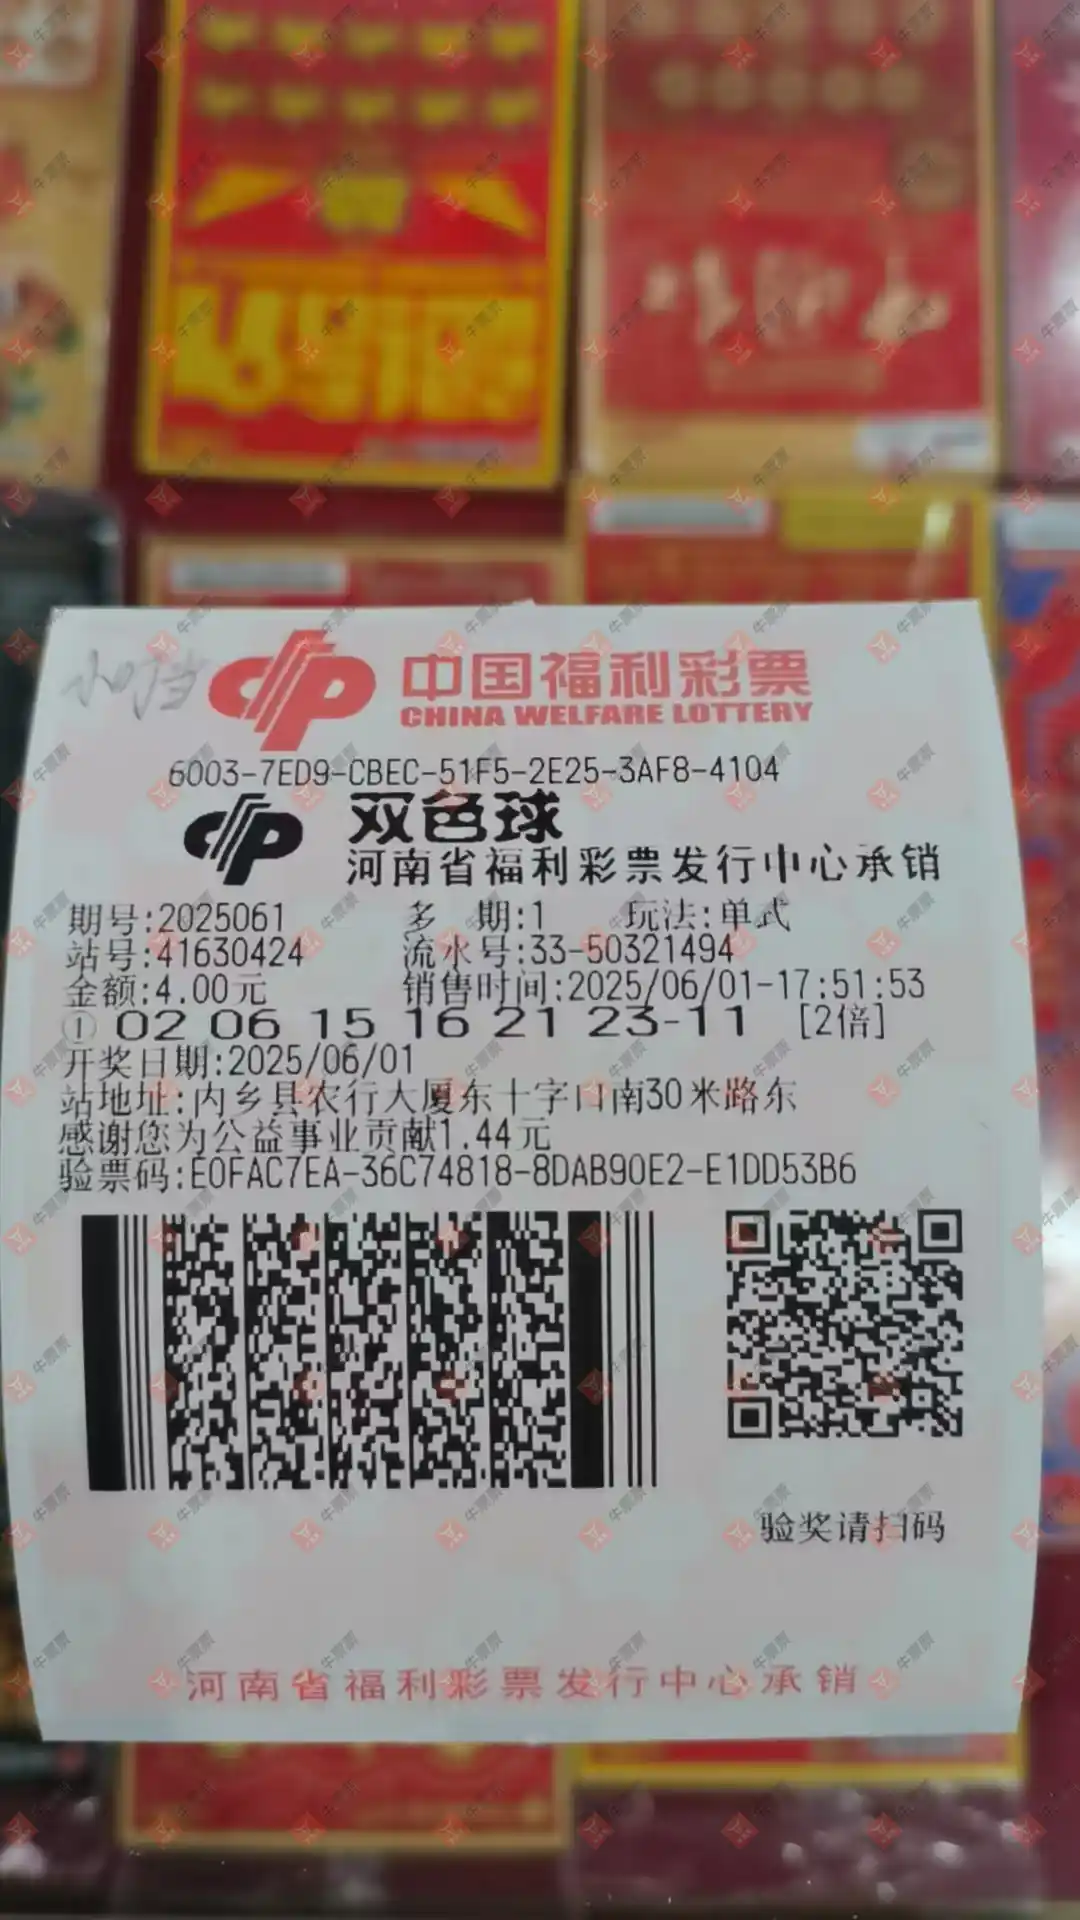 中国福利彩票
CHINA WELFARE LOTTERY
6003-7ED9-CBEC-51F5-2E25-3AF8-4104
双色球
河南省福利彩票发行中心承销
期号:2025061 多 期:1 玩法:单式
站号:41630424 流水号:33-50321494
金额:4.00元 销售时间:2025/06/01-17:51:53
① 02 06 15 16 21 23-11 [2倍]
开奖日期:2025/06/01
站地址:内乡县农行大厦东十字口南30米路东
感谢您为公益事业贡献1.44元
验票码:E0FAC7EA-36C74818-8DAB90E2-E1DD53B6
验奖请扫码
河南省福利彩票发行中心承销
牛票票